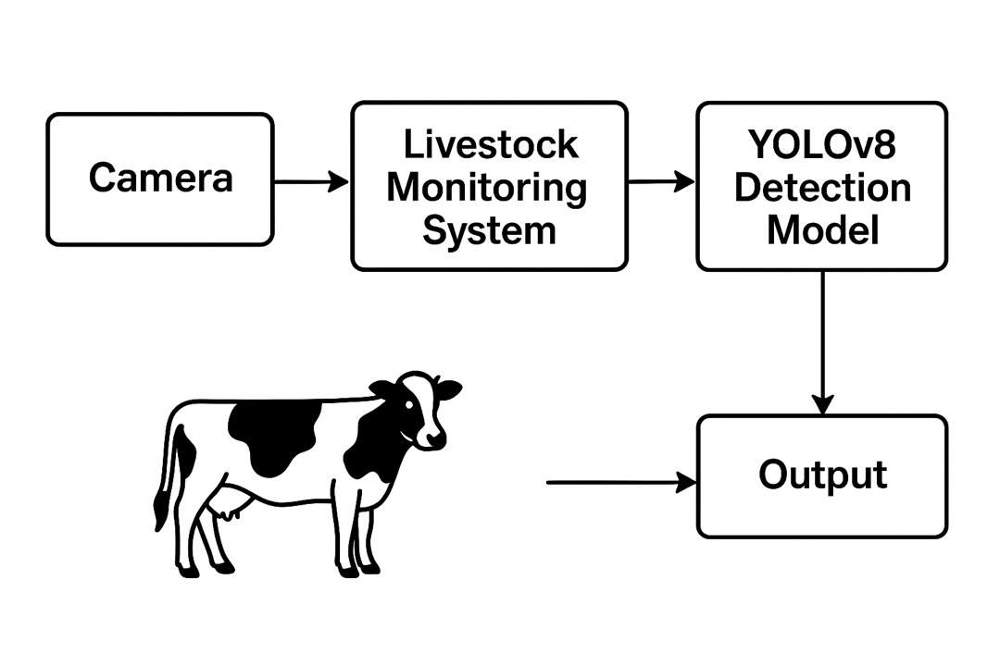 Camera
Livestock
Monitoring
System
YOLOv8
Detection
Model
Output